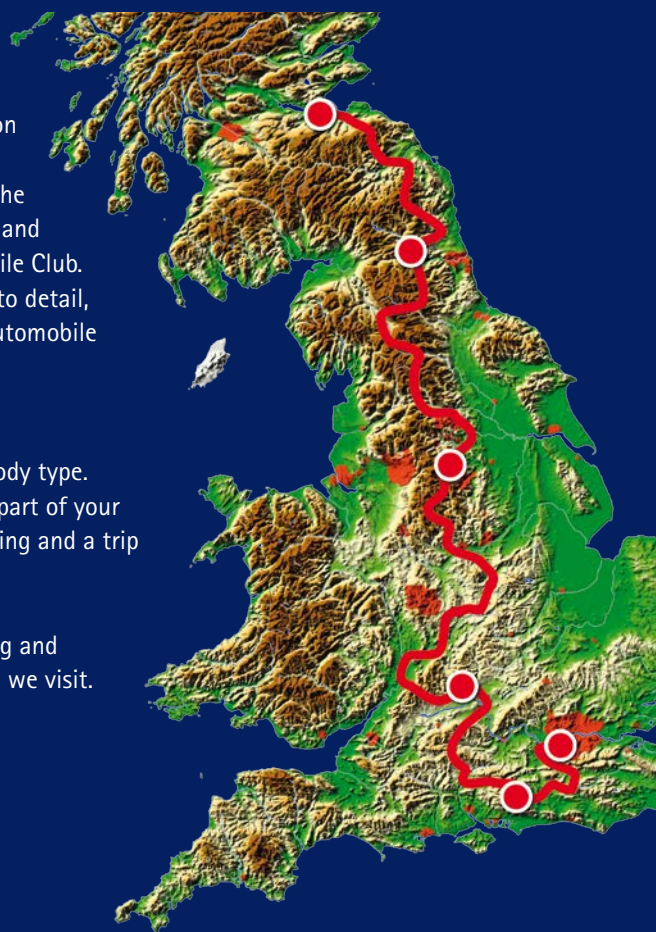 on
he
and
ile Club.
to detail,
utomobile
ody type.
part of your
ing and a trip
g and
we visit.